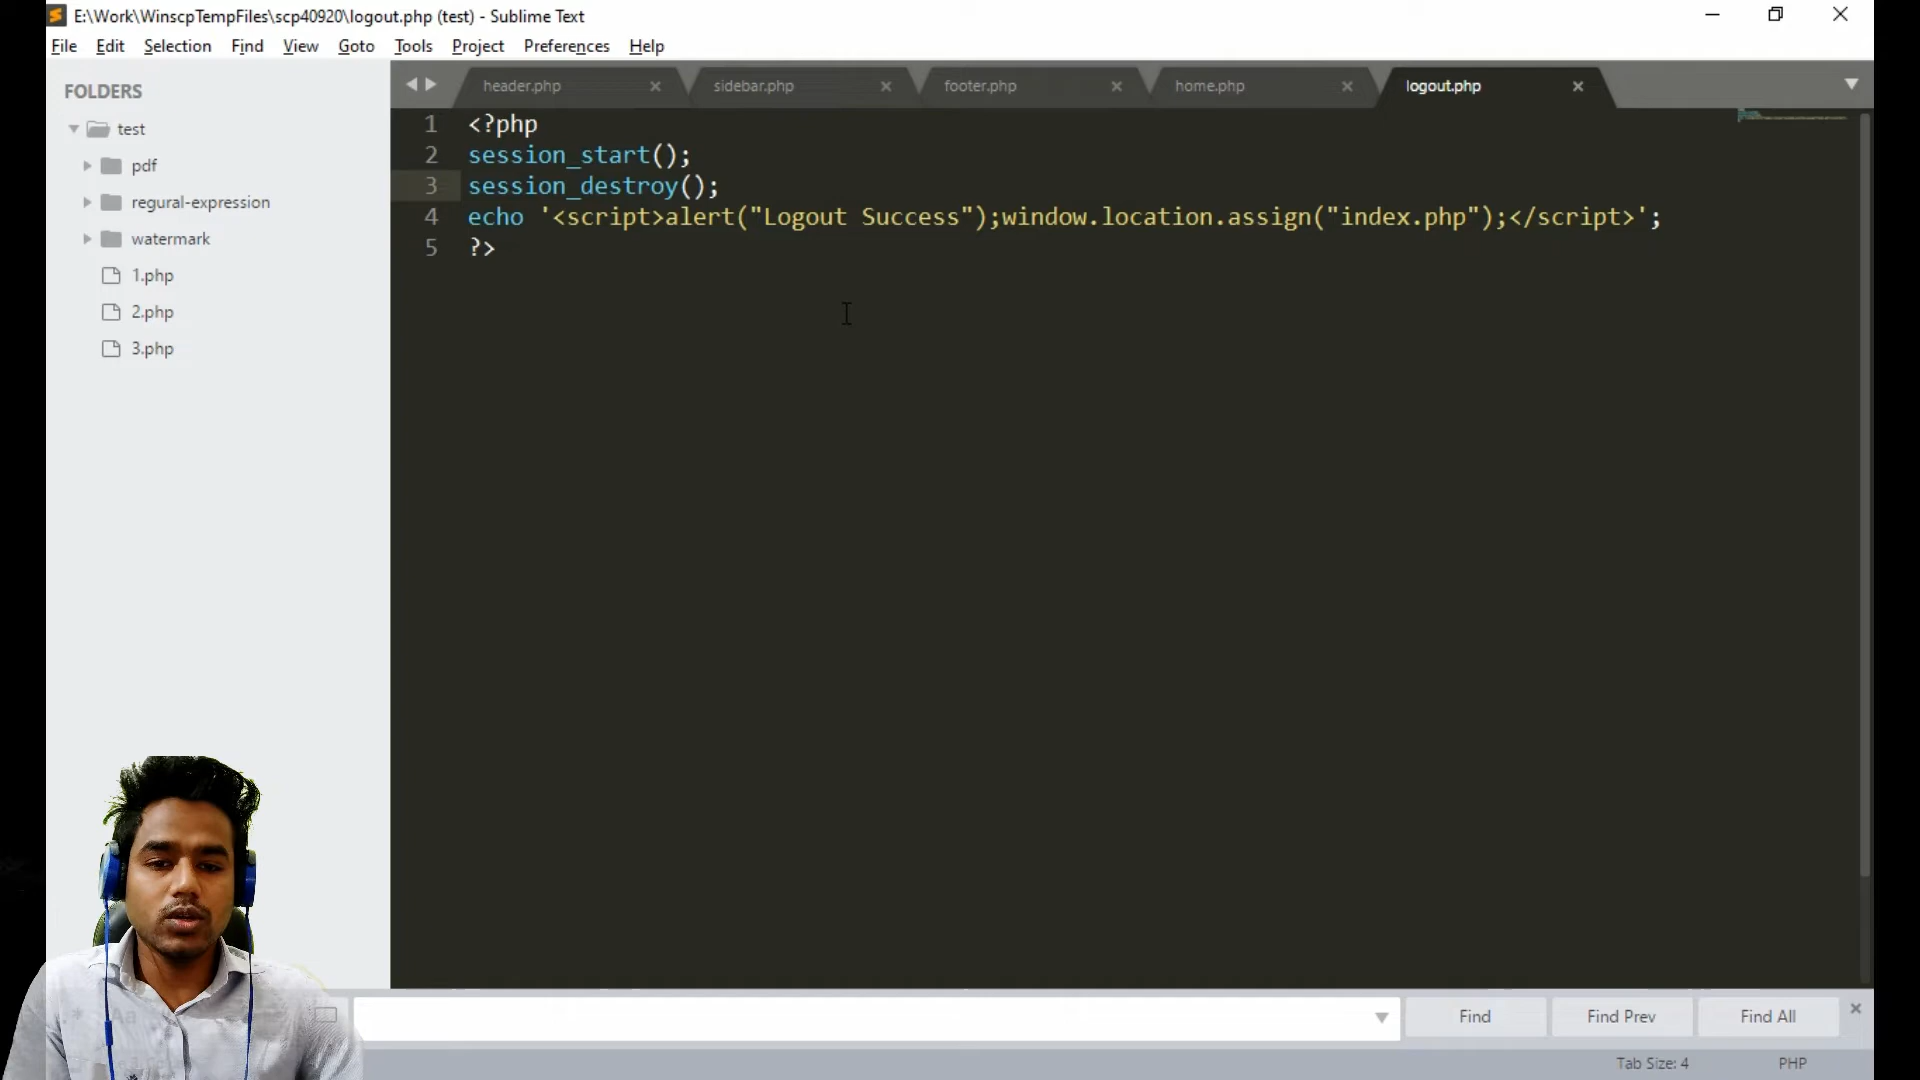 E:\Work\WinscpTempFiles\scp40920\logout.php (test) - Sublime Text
File Edit Selection Find View Goto Tools Project Preferences Help
FOLDERS
test
pdf
regural-expression
watermark
1.php
2.php
3.php
header.php sidebar.php footer.php home.php logout.php
1 <?php
2 session_start();
3 session_destroy();
4 echo '<script>alert("Logout Success");window.location.assign("index.php");</script>';
5 ?>
Aa
Find Find Prev Find All
Tab Size: 4 PHP